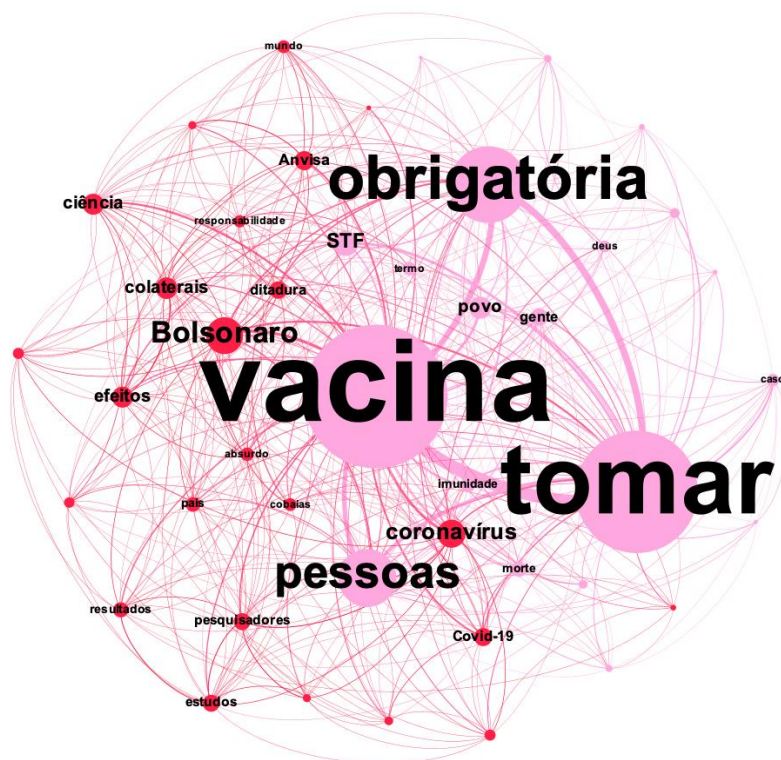 mundo
Anvisa
obrigatória
ciência
responsabilidade
STF
deus
termo
colaterais
ditadura
povo
gente
Bolsonaro
vacina
caso
efeitos
absurdo
tomar
imunidade
país
cobaias
coronavírus
pessoas
morte
resultados
pesquisadores
Covid-19
estudos